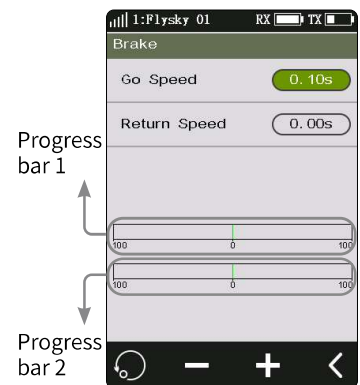 1:Flysky 01 RX TX
Brake
Go Speed 0.10s
Return Speed 0.00s
Progress
bar 1
100 0 100
100 0 100
Progress
bar 2